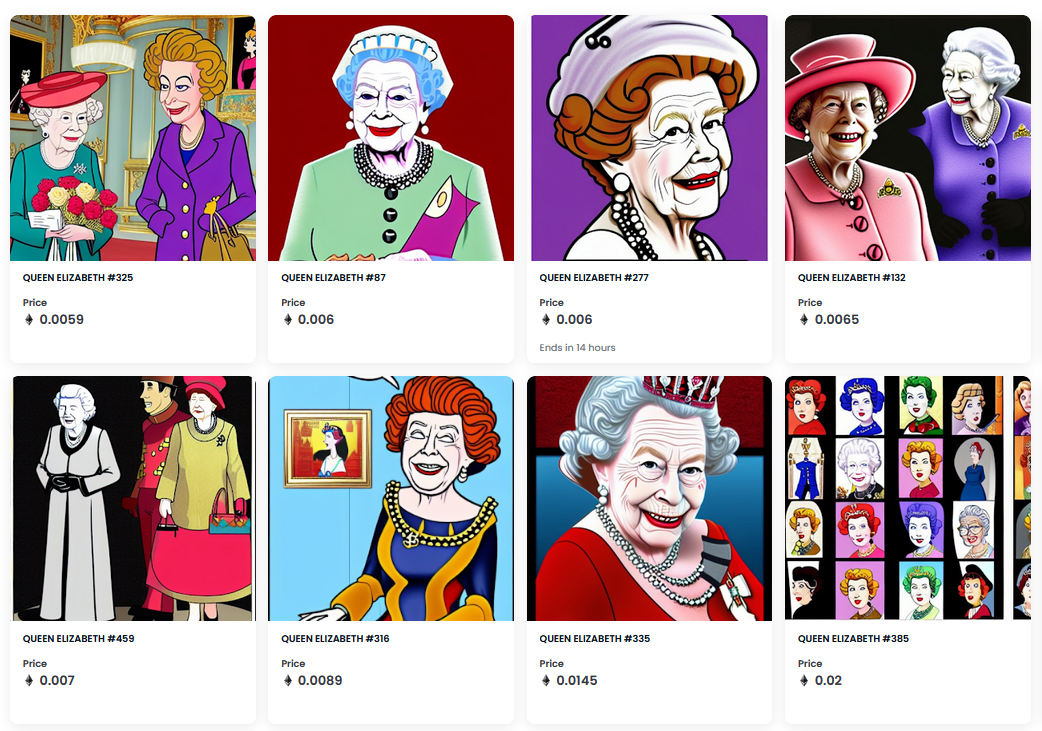 QUEEN ELIZABETH #325
Price
0.0059
QUEEN ELIZABETH #87
Price
0.006
QUEEN ELIZABETH #277
Price
0.006
Ends in 14 hours
QUEEN ELIZABETH #132
Price
0.0065
QUEEN ELIZABETH #459
Price
0.007
QUEEN ELIZABETH #316
Price
0.0089
QUEEN ELIZABETH #335
Price
0.0145
QUEEN ELIZABETH #385
Price
0.02